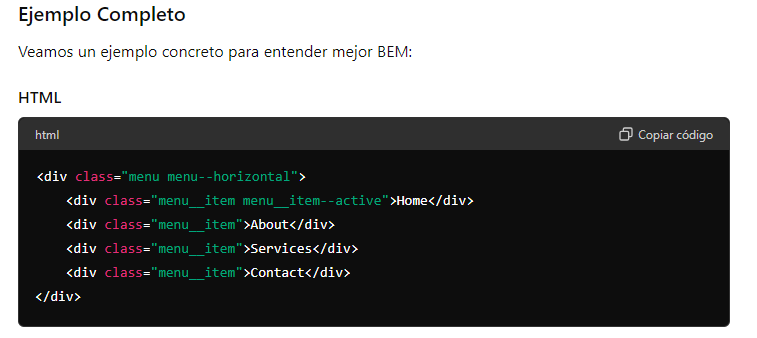 Ejemplo Completo
Veamos un ejemplo concreto para entender mejor BEM:
HTML
html Copiar código
<div class="menu menu--horizontal">
    <div class="menu__item menu__item--active">Home</div>
    <div class="menu__item">About</div>
    <div class="menu__item">Services</div>
    <div class="menu__item">Contact</div>
</div>